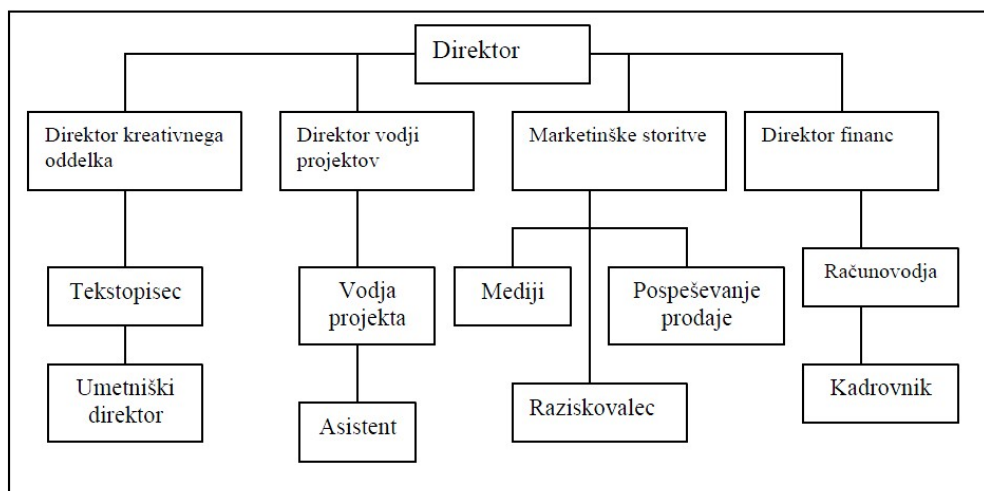 Direktor
Direktor kreativnega
oddelka
Direktor vodji
projektov
Marketinške storitve
Direktor financ
Tekstopisec
Vodja
projekta
Mediji
Pospeševanje
prodaje
Računovodja
Umetniški
direktor
Asistent
Raziskovalec
Kadrovnik